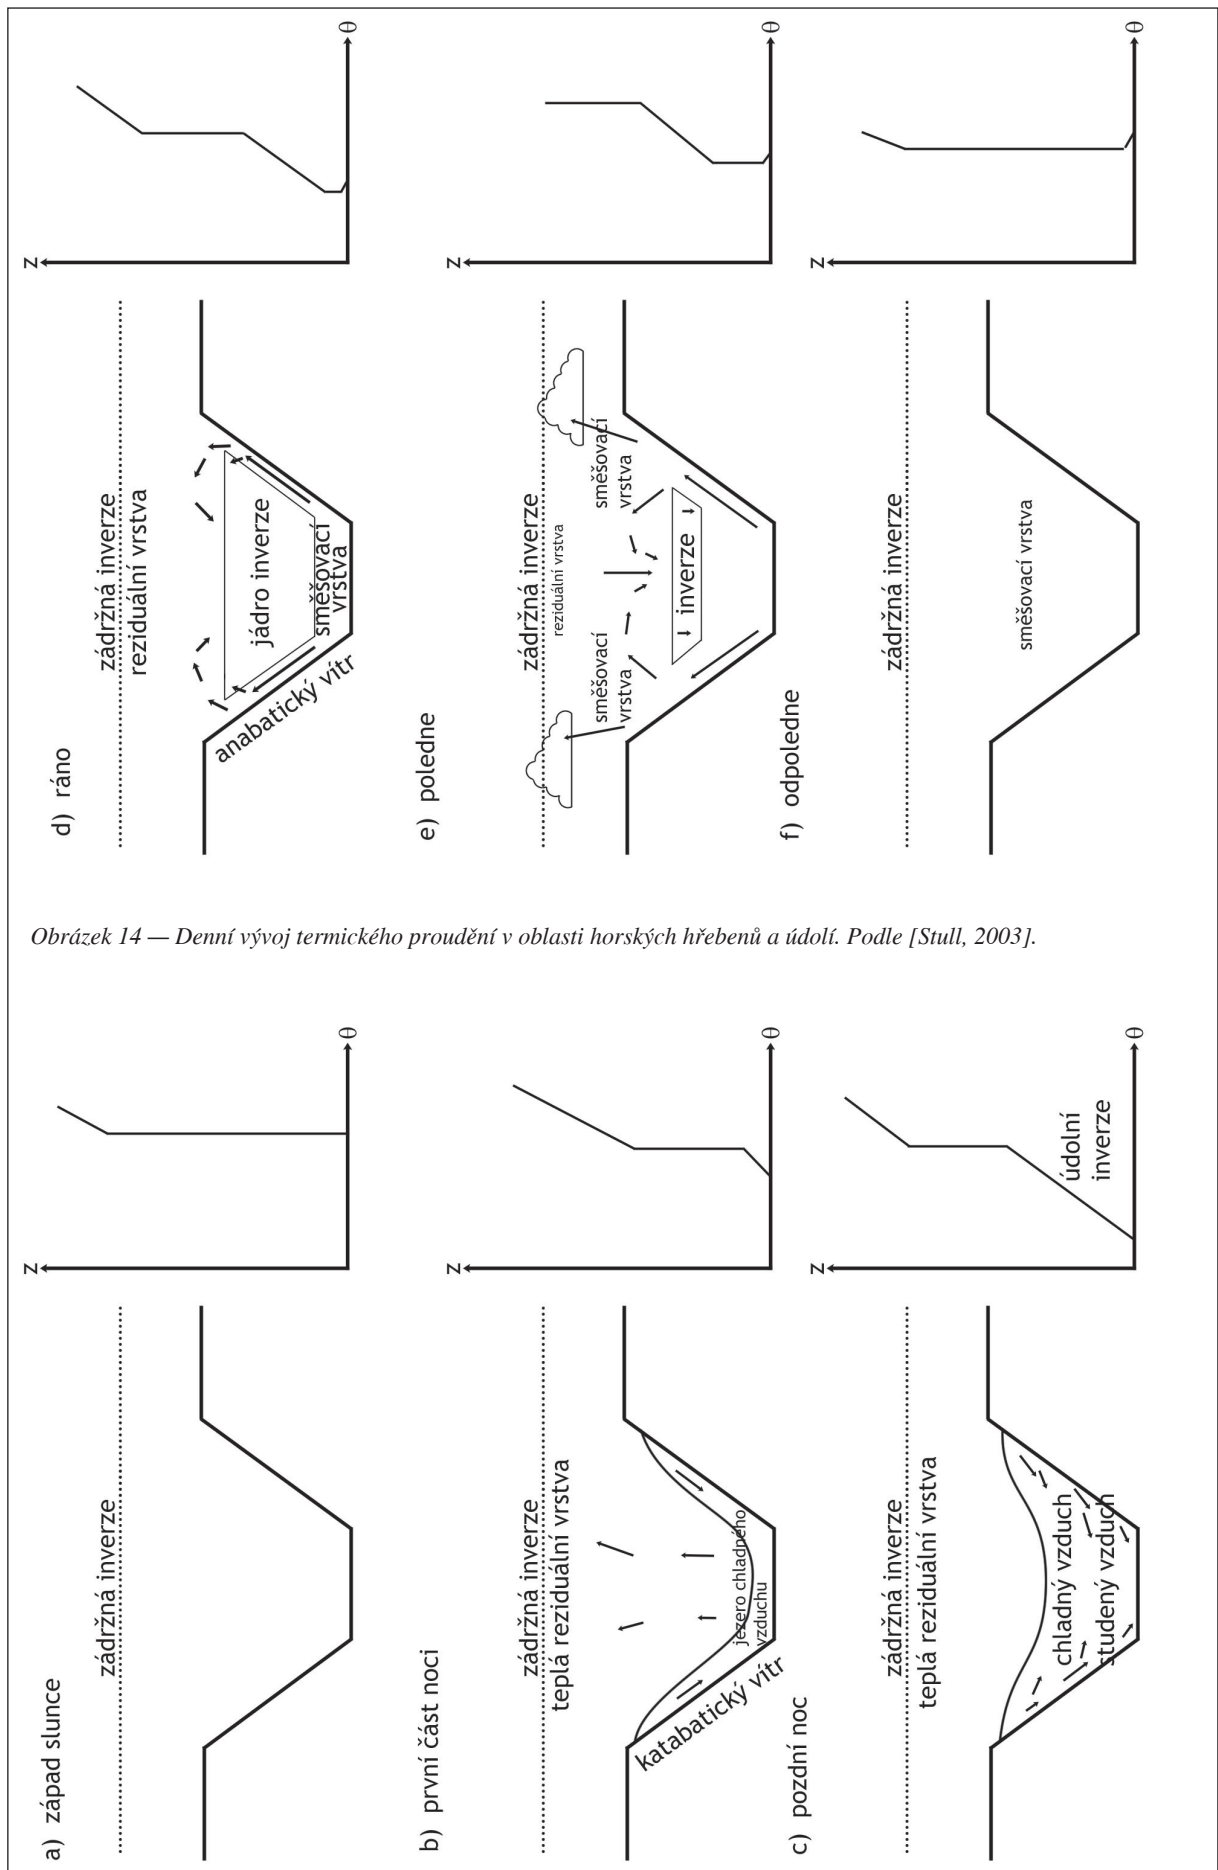 a) západ slunce
zádržná inverze
z
θ
b) první část noci
zádržná inverze
teplá reziduální vrstva
jezero chladného
vzduchu
katabatický vítr
z
θ
c) pozdní noc
zádržná inverze
teplá reziduální vrstva
chladný vzduch
studený vzduch
z
θ
údolní
inverze
d) ráno
zádržná inverze
reziduální vrstva
jádro inverze
směšovací
vrstva
anabatický vítr
z
θ
e) poledne
zádržná inverze
reziduální vrstva
směšovací
vrstva
inverze
směšovací
vrstva
z
θ
f) odpoledne
zádržná inverze
směšovací vrstva
z
θ
Obrázek 14 — Denní vývoj termického proudění v oblasti horských hřebenů a údolí. Podle [Stull, 2003].